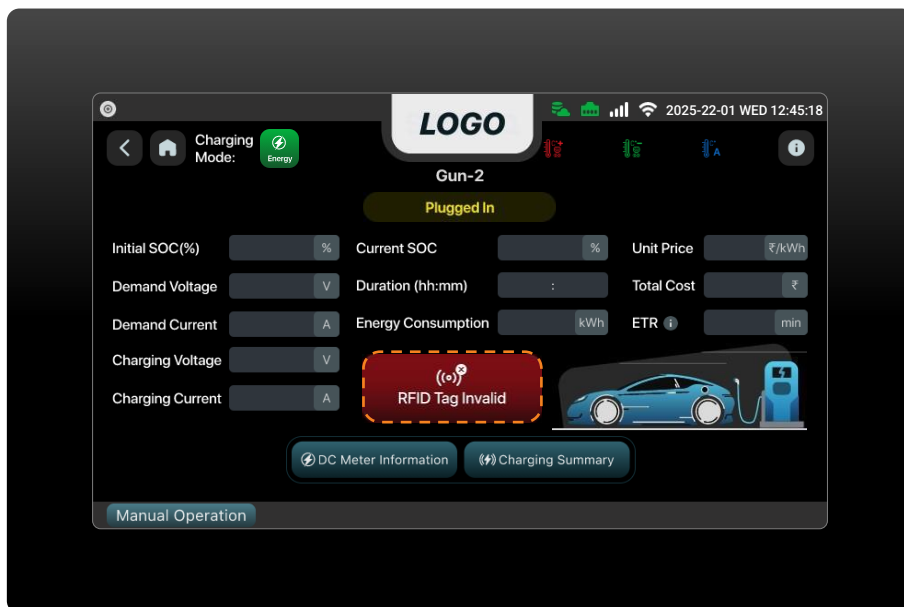 LOGO
2025-22-01 WED 12:45:18
Charging
Mode:
Energy
Gun-2
Plugged In
Initial SOC(%) %
Current SOC %
Unit Price ₹/kWh
Demand Voltage V
Duration (hh:mm) :
Total Cost ₹
Demand Current A
Energy Consumption kWh
ETR i min
Charging Voltage V
Charging Current A
RFID Tag Invalid
DC Meter Information
Charging Summary
Manual Operation